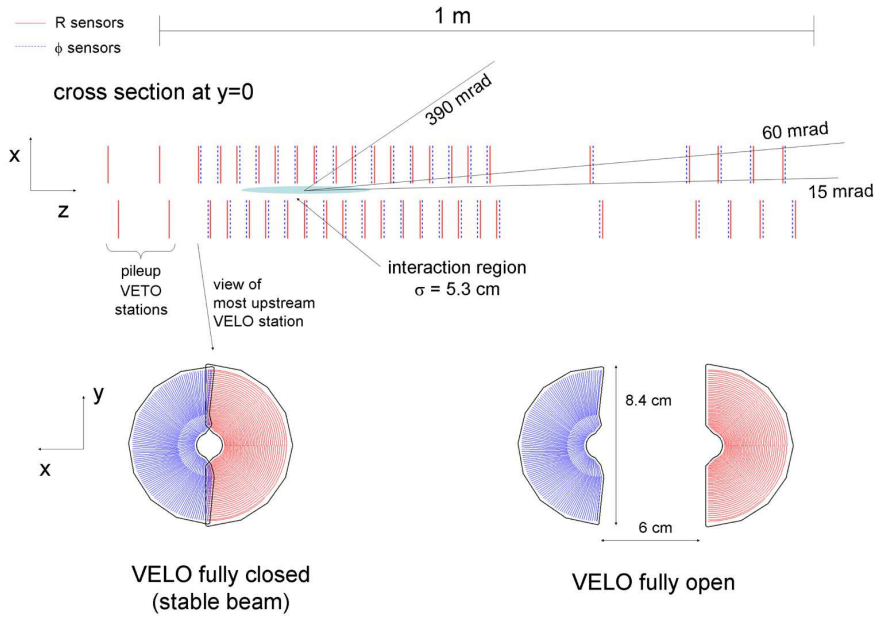 R sensors
ϕ sensors
1 m
cross section at y=0
390 mrad
60 mrad
15 mrad
x
z
pileup
VETO
stations
view of
most upstream
VELO station
interaction region
σ = 5.3 cm
y
x
8.4 cm
6 cm
VELO fully closed
(stable beam)
VELO fully open